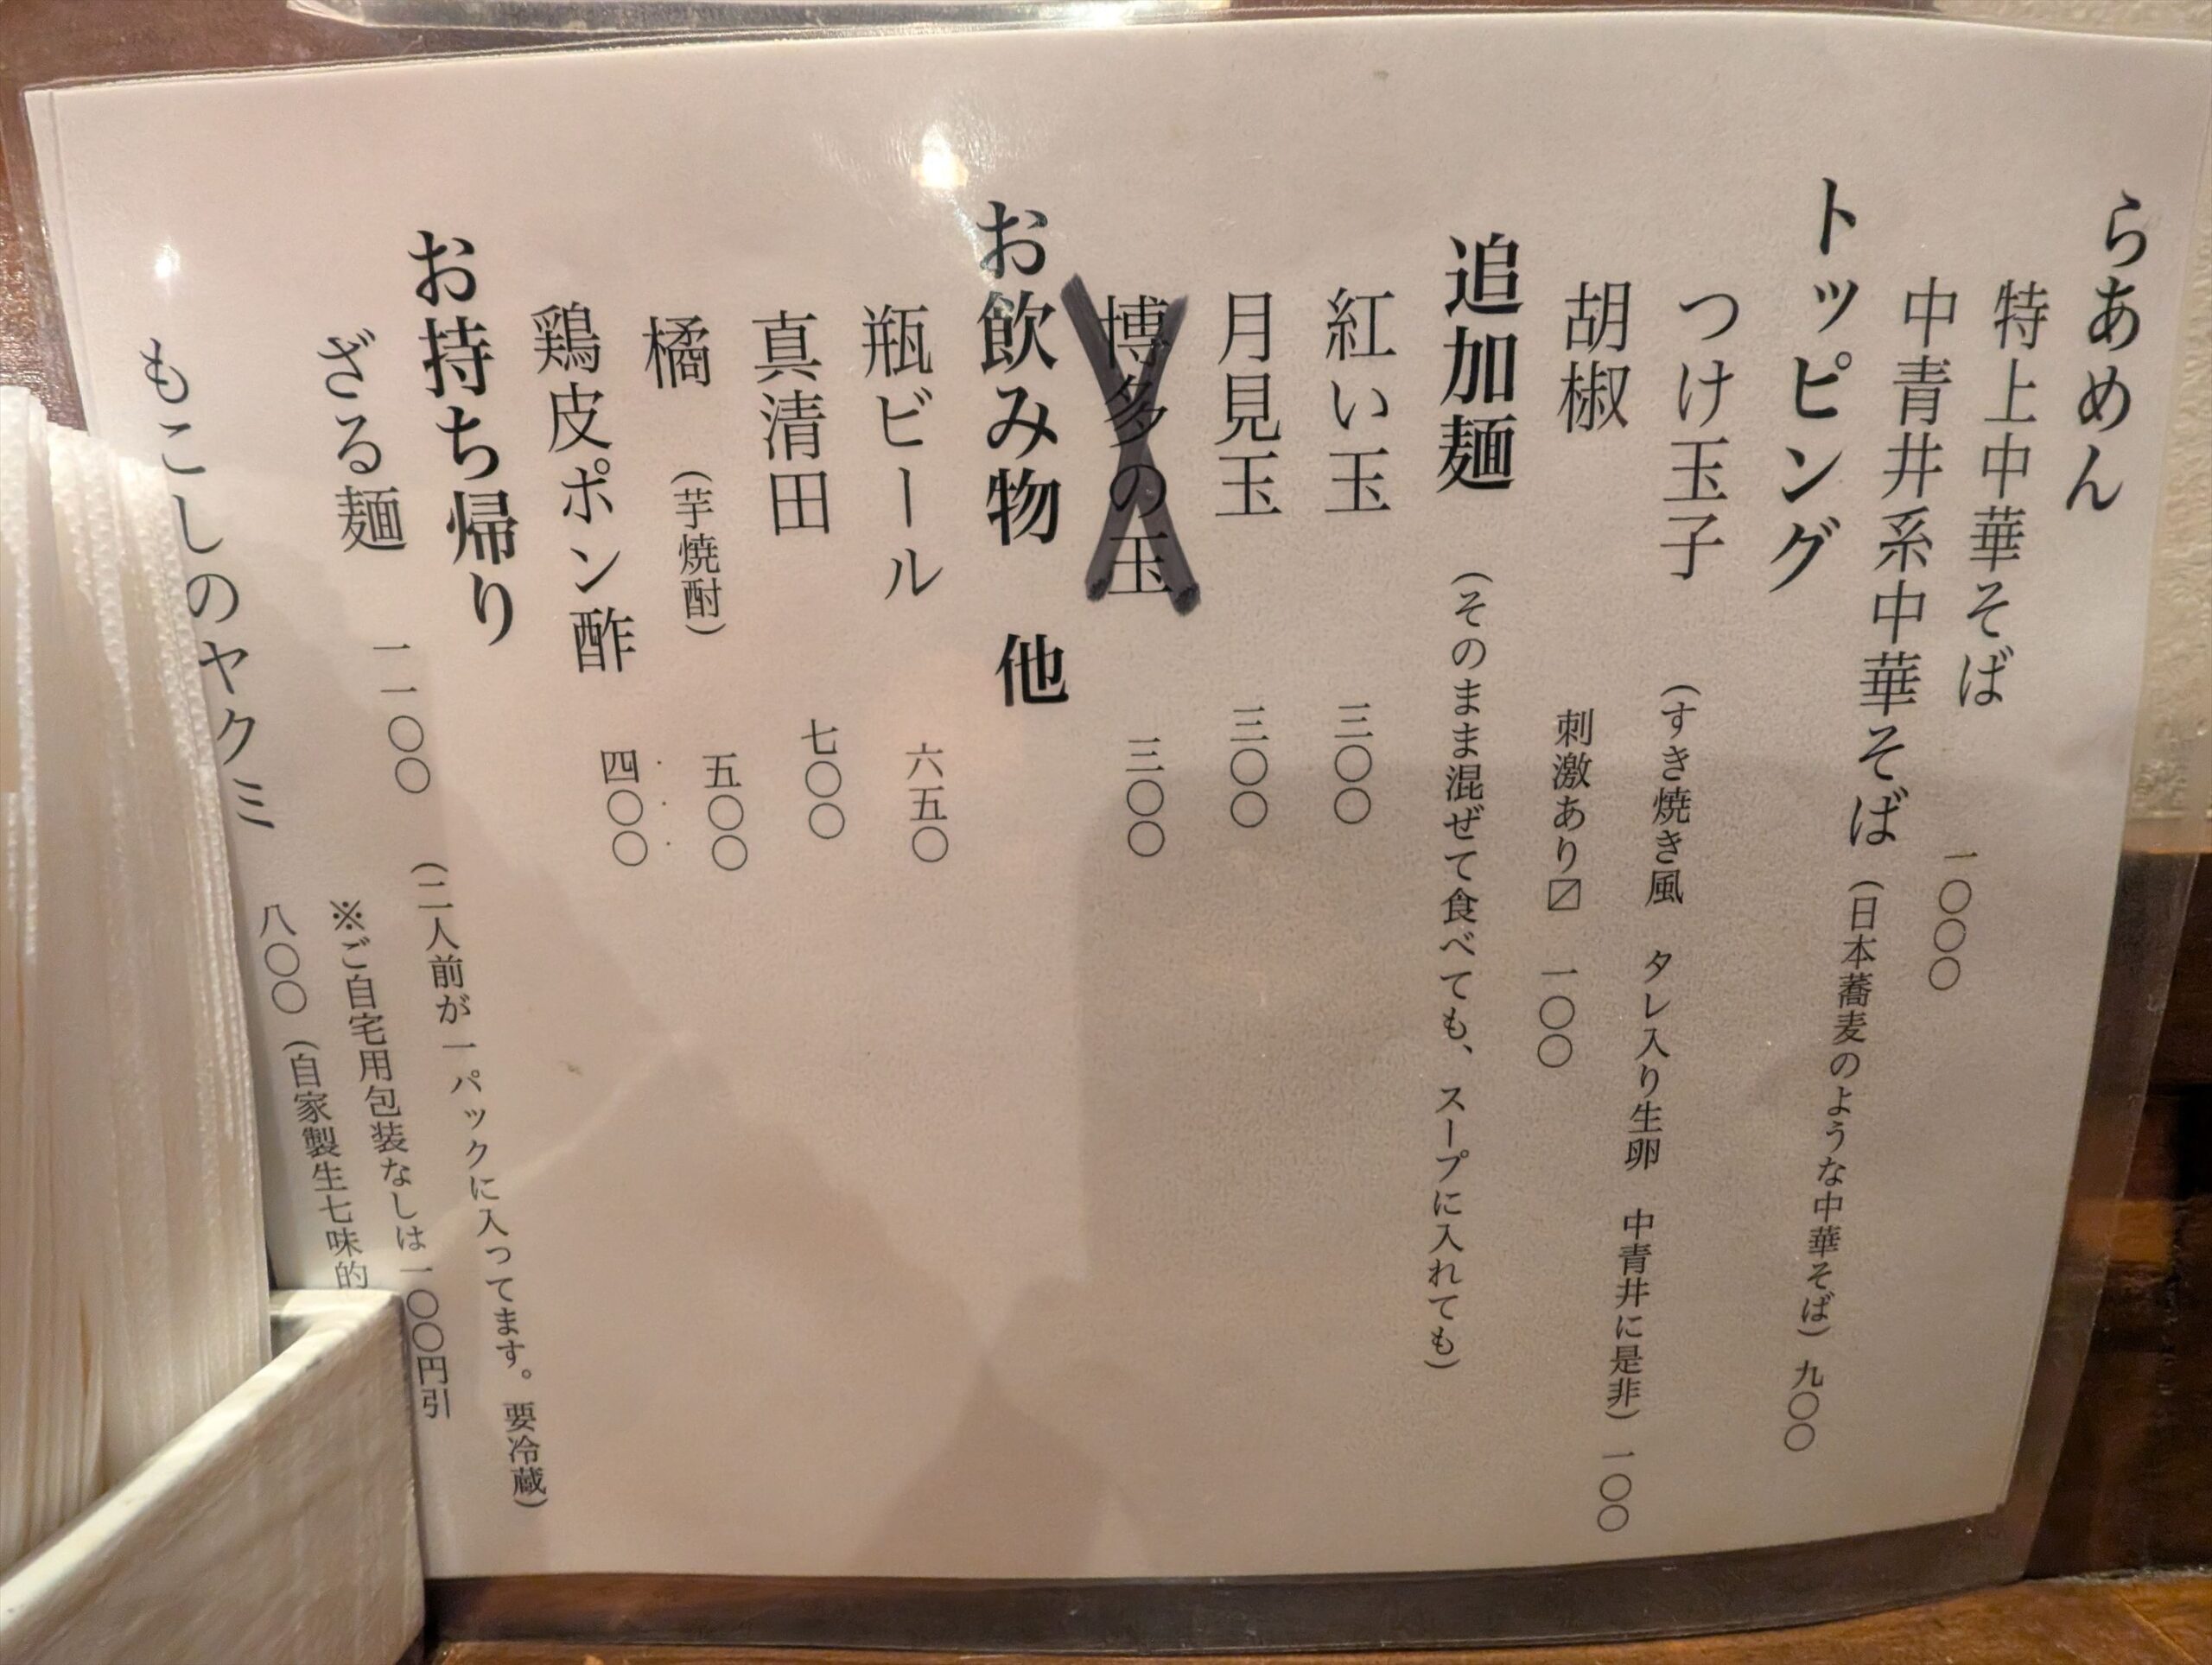 らあめん
特上中華そば 一〇〇〇
中青井系中華そば（日本蕎麦のような中華そば）九〇〇
トッピング
つけ玉子 （すき焼き風 タレ入り生卵 中青井に是非）一〇〇
胡椒 刺激あり〼 一〇〇
追加麺 （そのまま混ぜて食べても、スープに入れても）
紅い玉 三〇〇
月見玉 三〇〇
博多の玉 三〇〇
お飲み物 他
瓶ビール 六五〇
真清田 七〇〇
橘 （芋焼酎） 五〇〇
鶏皮ポン酢 四〇〇
お持ち帰り
ざる麺 一一〇〇 （二人前が一パックに入ってます。要冷蔵）
※ご自宅用包装なしは一〇〇円引
もこしのヤクミ 八〇〇（自家製生七味的